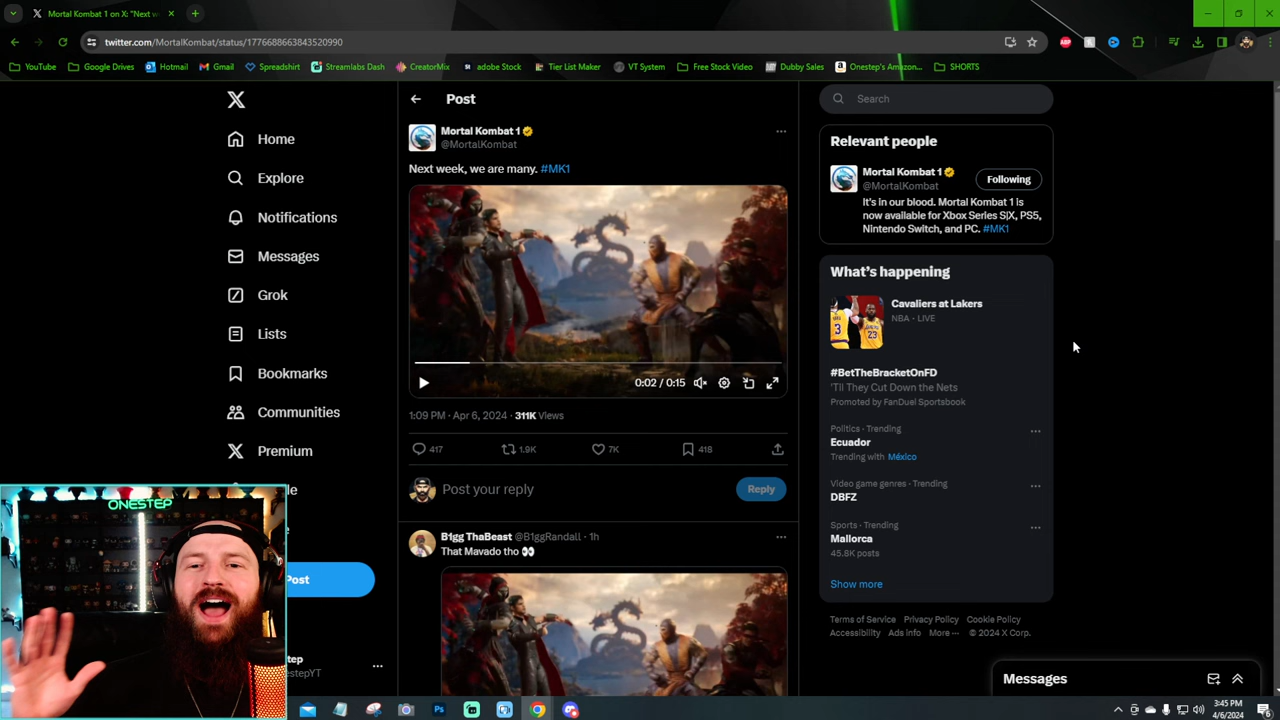 Mortal Kombat 1 on X: "Next w
twitter.com/MortalKombat/status/1776688663843520990
ABP
YouTube
Google Drives
Hotmail
Gmail
Spreadshirt
Streamlabs Dash
CreatorMix
St adobe Stock
Tier List Maker
VT System
Free Stock Video
Dubby Sales
Onestep's Amazon...
SHORTS
Home
Explore
Notifications
Messages
Grok
Lists
Bookmarks
Communities
Premium
Post
Post
Mortal Kombat 1
@MortalKombat
Next week, we are many. #MK1
0:02 / 0:15
1:09 PM · Apr 6, 2024 · 311K Views
417
1.9K
7K
418
Post your reply
Reply
B1gg ThaBeast @B1ggRandall · 1h
That Mavado tho 👀
Search
Relevant people
Mortal Kombat 1
@MortalKombat
Following
It's in our blood. Mortal Kombat 1 is
now available for Xbox Series S|X, PS5,
Nintendo Switch, and PC. #MK1
What's happening
Cavaliers at Lakers
NBA · LIVE
#BetTheBracketOnFD
'Til They Cut Down the Nets
Promoted by FanDuel Sportsbook
Politics · Trending
Ecuador
Trending with México
Video game genres · Trending
DBFZ
Sports · Trending
Mallorca
45.8K posts
Show more
Terms of Service Privacy Policy Cookie Policy
Accessibility Ads info More ··· © 2024 X Corp.
Messages
ONESTEP
step
estepYT
Ps
3:45 PM
4/6/2024